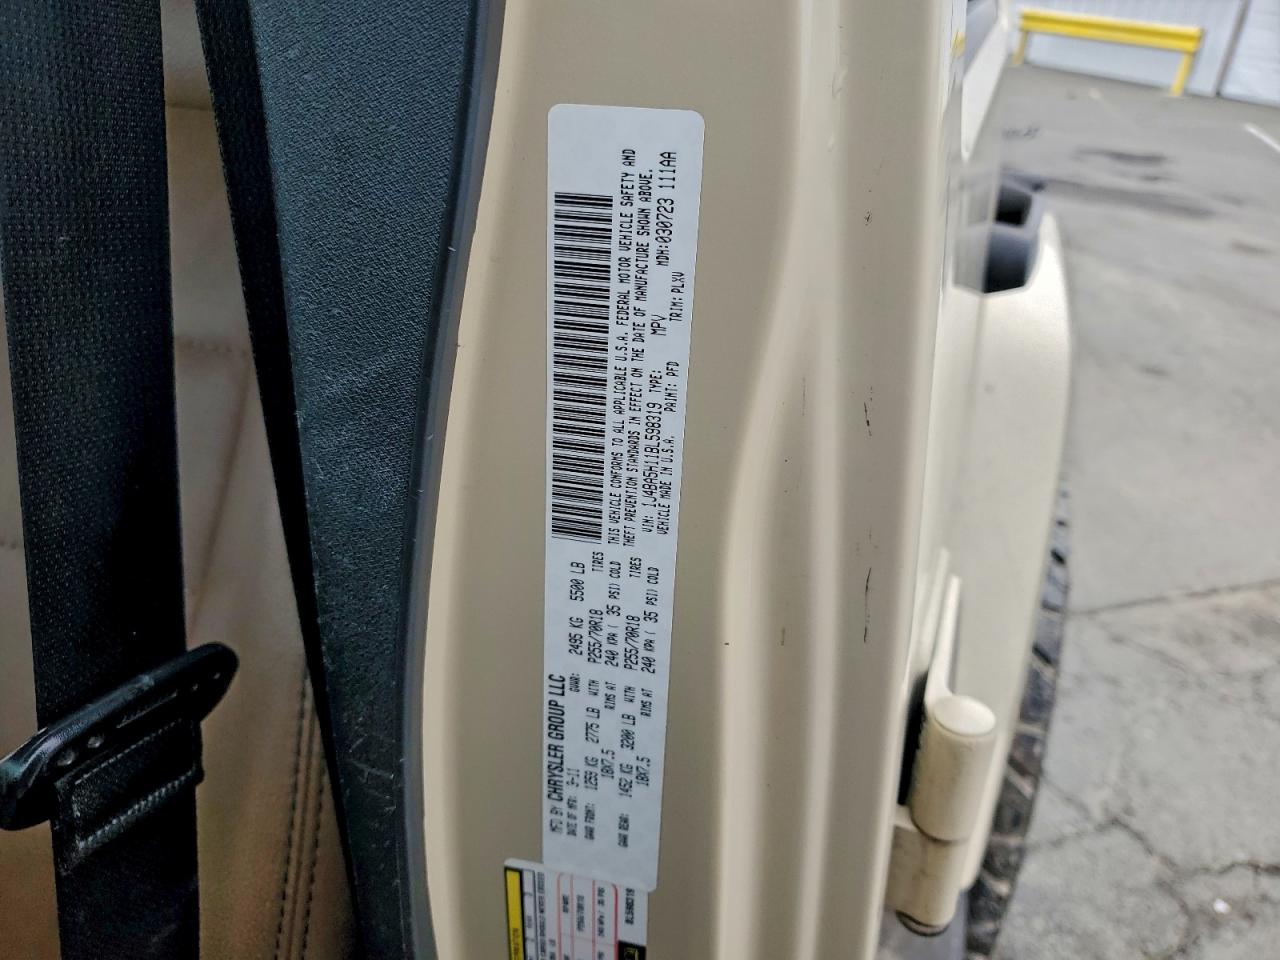 MFD BY CHRYSLER GROUP LLC
DATE OF MFR: 3-11 GVWR: 2495 KG 5500 LB
GAWR FRONT: 1259 KG 2775 LB WITH P255/70R18 TIRES
18X7.5 RIMS AT 240 KPA ( 35 PSI) COLD
GAWR REAR: 1452 KG 3200 LB WITH P255/70R18 TIRES
18X7.5 RIMS AT 240 KPA ( 35 PSI) COLD
THIS VEHICLE CONFORMS TO ALL APPLICABLE U.S.A. FEDERAL MOTOR VEHICLE SAFETY AND
THEFT PREVENTION STANDARDS IN EFFECT ON THE DATE OF MANUFACTURE SHOWN ABOVE.
VIN: 1J4BA5H11BL598319 TYPE: MPV MDH:030723 111AA
VEHICLE MADE IN U.S.A. PAINT: PFD TRIM: PLXV
BL598319